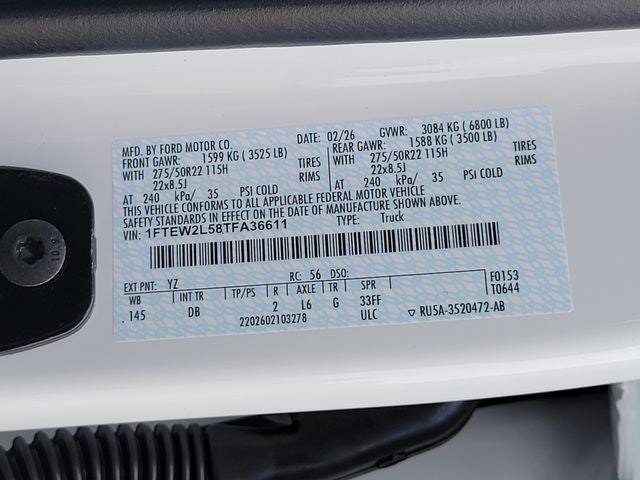 MFD. BY FORD MOTOR CO. DATE: 02/26 GVWR: 3084 KG ( 6800 LB)
FRONT GAWR: 1599 KG ( 3525 LB) REAR GAWR: 1588 KG ( 3500 LB)
WITH 275/50R22 115H TIRES WITH 275/50R22 115H TIRES
22x8.5J RIMS 22x8.5J RIMS
AT 240 kPa/ 35 PSI COLD AT 240 kPa/ 35 PSI COLD
THIS VEHICLE CONFORMS TO ALL APPLICABLE FEDERAL MOTOR VEHICLE
SAFETY STANDARDS IN EFFECT ON THE DATE OF MANUFACTURE SHOWN ABOVE.
VIN: 1FTEW2L58TFA36611 TYPE: Truck
EXT PNT: YZ RC: 56 DSO: F0153
WB INT TR TP/PS R AXLE TR SPR T0644
145 DB 2 L6 G 33FF
2202602103278 ULC ▽ RU5A-3520472-AB
10.9